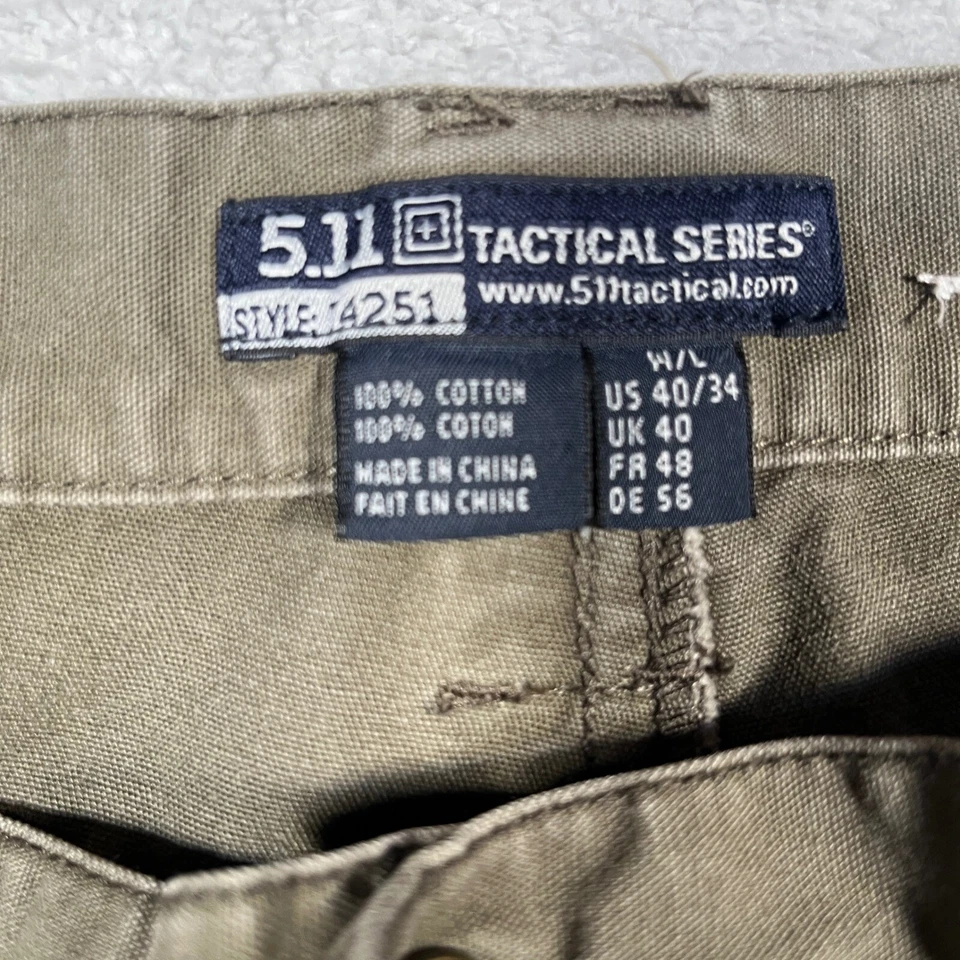 5.11 TACTICAL SERIES®
www.511tactical.com
STYLE: 74251
100% COTTON
100% COTON
MADE IN CHINA
FAIT EN CHINE
W/L
US 40/34
UK 40
FR 48
DE 56